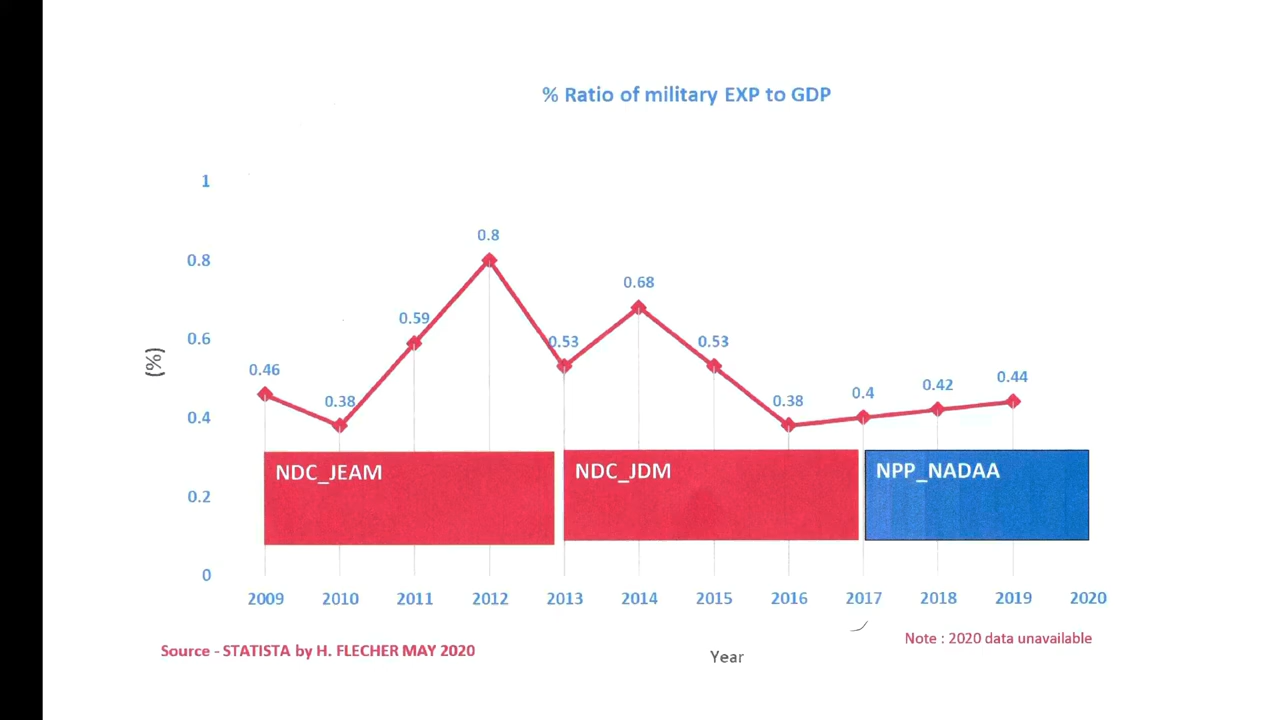 % Ratio of military EXP to GDP
1
0.8
0.6
0.4
0.2
0
(%)
0.46
0.38
0.59
0.8
0.53
0.68
0.53
0.38
0.4
0.42
0.44
NDC_JEAM
NDC_JDM
NPP_NADAA
2009 2010 2011 2012 2013 2014 2015 2016 2017 2018 2019 2020
Source - STATISTA by H. FLECHER MAY 2020
Year
Note : 2020 data unavailable